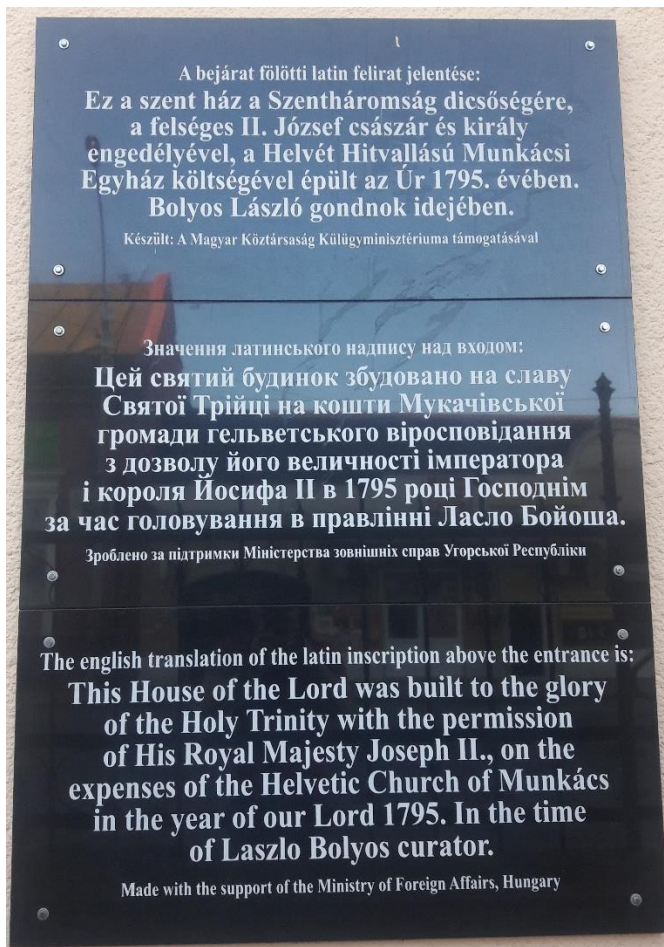 A bejárat fölötti latin felirat jelentése:
Ez a szent ház a Szentháromság dicsőségére,
a felséges II. József császár és király
engedélyével, a Helvét Hitvallású Munkácsi
Egyház költségével épült az Úr 1795. évében.
Bolyos László gondnok idejében.
Készült: A Magyar Köztársaság Külügyminisztériuma támogatásával
Значення латинського надпису над входом:
Цей святий будинок збудовано на славу
Святої Трійці на кошти Мукачівської
громади гельветського віросповідання
з дозволу його величності імператора
і короля Йосифа II в 1795 році Господнім
за час головування в правлінні Ласло Бойоша.
Зроблено за підтримки Міністерства зовнішніх справ Угорської Республіки
The english translation of the latin inscription above the entrance is:
This House of the Lord was built to the glory
of the Holy Trinity with the permission
of His Royal Majesty Joseph II., on the
expenses of the Helvetic Church of Munkács
in the year of our Lord 1795. In the time
of Laszlo Bolyos curator.
Made with the support of the Ministry of Foreign Affairs, Hungary